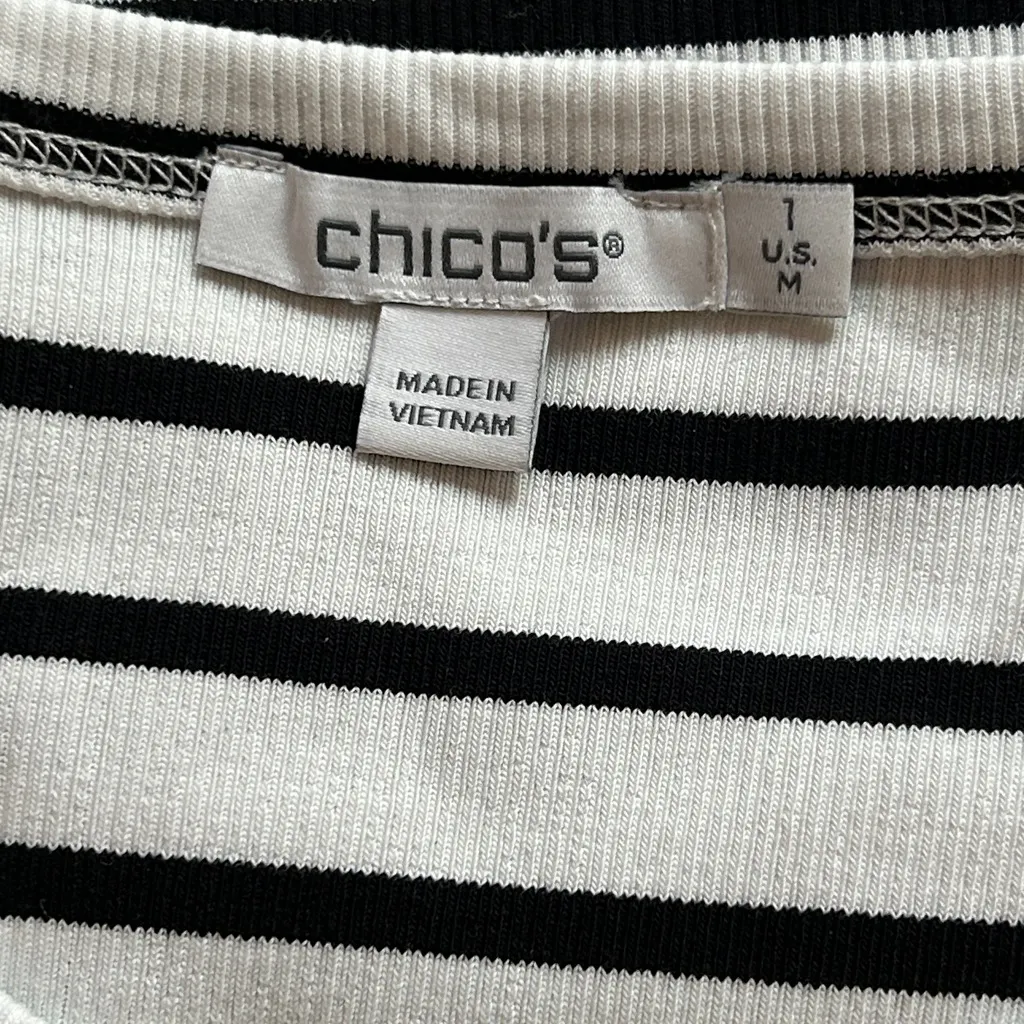 chico's®
1
U.S.
M
MADE IN
VIETNAM